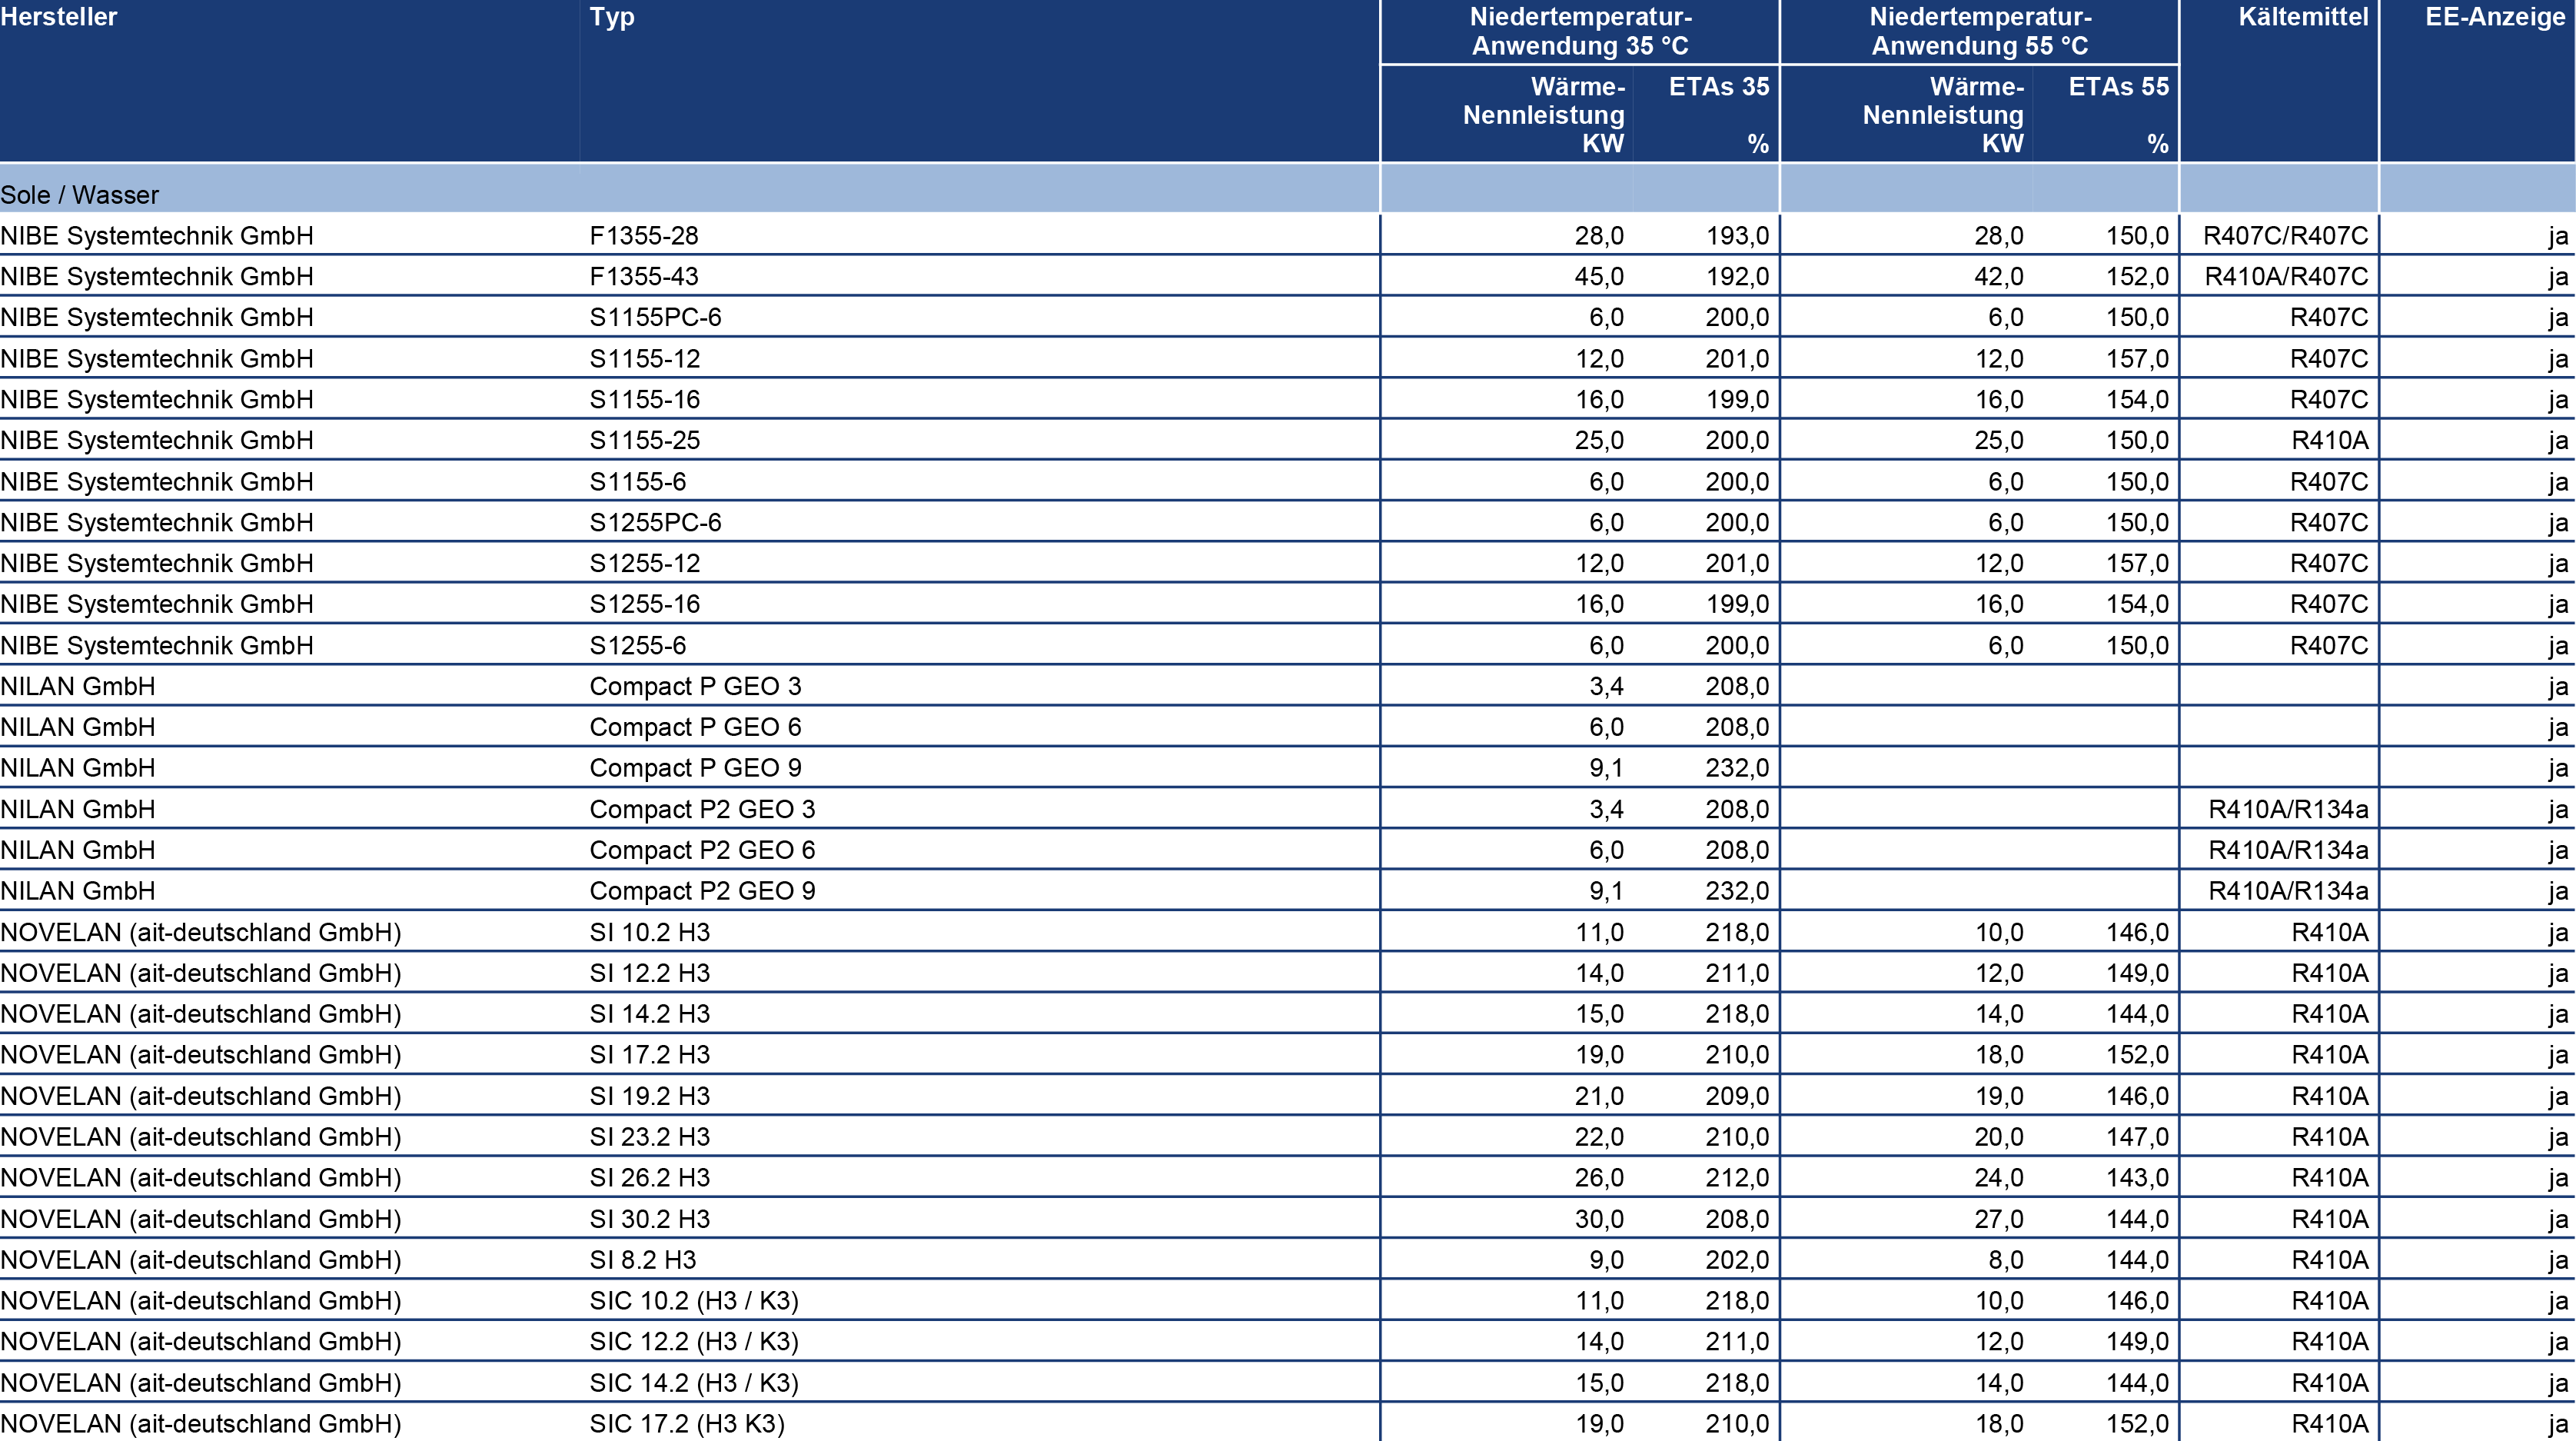 Hersteller Typ Niedertemperatur- Niedertemperatur- Kältemittel EE-Anzeige
Anwendung 35 °C Anwendung 55 °C
Wärme- ETAs 35 Wärme- ETAs 55
Nennleistung Nennleistung
KW % KW %
Sole / Wasser
NIBE Systemtechnik GmbH F1355-28 28,0 193,0 28,0 150,0 R407C/R407C ja
NIBE Systemtechnik GmbH F1355-43 45,0 192,0 42,0 152,0 R410A/R407C ja
NIBE Systemtechnik GmbH S1155PC-6 6,0 200,0 6,0 150,0 R407C ja
NIBE Systemtechnik GmbH S1155-12 12,0 201,0 12,0 157,0 R407C ja
NIBE Systemtechnik GmbH S1155-16 16,0 199,0 16,0 154,0 R407C ja
NIBE Systemtechnik GmbH S1155-25 25,0 200,0 25,0 150,0 R410A ja
NIBE Systemtechnik GmbH S1155-6 6,0 200,0 6,0 150,0 R407C ja
NIBE Systemtechnik GmbH S1255PC-6 6,0 200,0 6,0 150,0 R407C ja
NIBE Systemtechnik GmbH S1255-12 12,0 201,0 12,0 157,0 R407C ja
NIBE Systemtechnik GmbH S1255-16 16,0 199,0 16,0 154,0 R407C ja
NIBE Systemtechnik GmbH S1255-6 6,0 200,0 6,0 150,0 R407C ja
NILAN GmbH Compact P GEO 3 3,4 208,0 ja
NILAN GmbH Compact P GEO 6 6,0 208,0 ja
NILAN GmbH Compact P GEO 9 9,1 232,0 ja
NILAN GmbH Compact P2 GEO 3 3,4 208,0 R410A/R134a ja
NILAN GmbH Compact P2 GEO 6 6,0 208,0 R410A/R134a ja
NILAN GmbH Compact P2 GEO 9 9,1 232,0 R410A/R134a ja
NOVELAN (ait-deutschland GmbH) SI 10.2 H3 11,0 218,0 10,0 146,0 R410A ja
NOVELAN (ait-deutschland GmbH) SI 12.2 H3 14,0 211,0 12,0 149,0 R410A ja
NOVELAN (ait-deutschland GmbH) SI 14.2 H3 15,0 218,0 14,0 144,0 R410A ja
NOVELAN (ait-deutschland GmbH) SI 17.2 H3 19,0 210,0 18,0 152,0 R410A ja
NOVELAN (ait-deutschland GmbH) SI 19.2 H3 21,0 209,0 19,0 146,0 R410A ja
NOVELAN (ait-deutschland GmbH) SI 23.2 H3 22,0 210,0 20,0 147,0 R410A ja
NOVELAN (ait-deutschland GmbH) SI 26.2 H3 26,0 212,0 24,0 143,0 R410A ja
NOVELAN (ait-deutschland GmbH) SI 30.2 H3 30,0 208,0 27,0 144,0 R410A ja
NOVELAN (ait-deutschland GmbH) SI 8.2 H3 9,0 202,0 8,0 144,0 R410A ja
NOVELAN (ait-deutschland GmbH) SIC 10.2 (H3 / K3) 11,0 218,0 10,0 146,0 R410A ja
NOVELAN (ait-deutschland GmbH) SIC 12.2 (H3 / K3) 14,0 211,0 12,0 149,0 R410A ja
NOVELAN (ait-deutschland GmbH) SIC 14.2 (H3 / K3) 15,0 218,0 14,0 144,0 R410A ja
NOVELAN (ait-deutschland GmbH) SIC 17.2 (H3 K3) 19,0 210,0 18,0 152,0 R410A ja